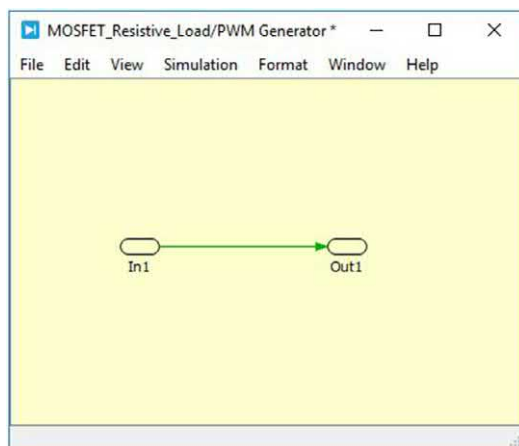 MOSFET_Resistive_Load/PWM Generator *
File Edit View Simulation Format Window Help
In1 Out1